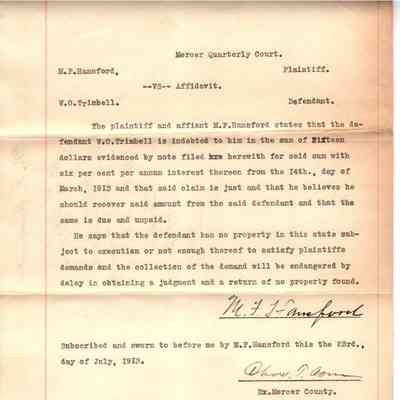 Mercer Quarterly Court.
M.F.Hansford, Plaintiff.
--VS-- Affidavit.
W.O.Trimbell. Defendant.
The plaintiff and affiant M.F.Hansford states that the de-
fendant W.O.Trimbell is indebted to him in the sum of Fifteen
dollars evidenced by note filed hre herewith for said sum with
six per cent per annun interest thereon from the 14th., day of
March, 1913 and that said claim is just and that he believes he
should recover said amount from the said defendant and that the
same is due and unpaid.
He says that the defendant has no property in this state sub-
ject to execution or not enough thereof to satisfy plaintiffs
demands and the collection of the demand will be endangered by
delay in obtaining a judgment and a return of no property found.
M. F. Hansford
Subscribed and sworn to before me by M.F.Hansford this the 23rd.,
day of July, 1913.
Chas. T.
Ex.Mercer County.